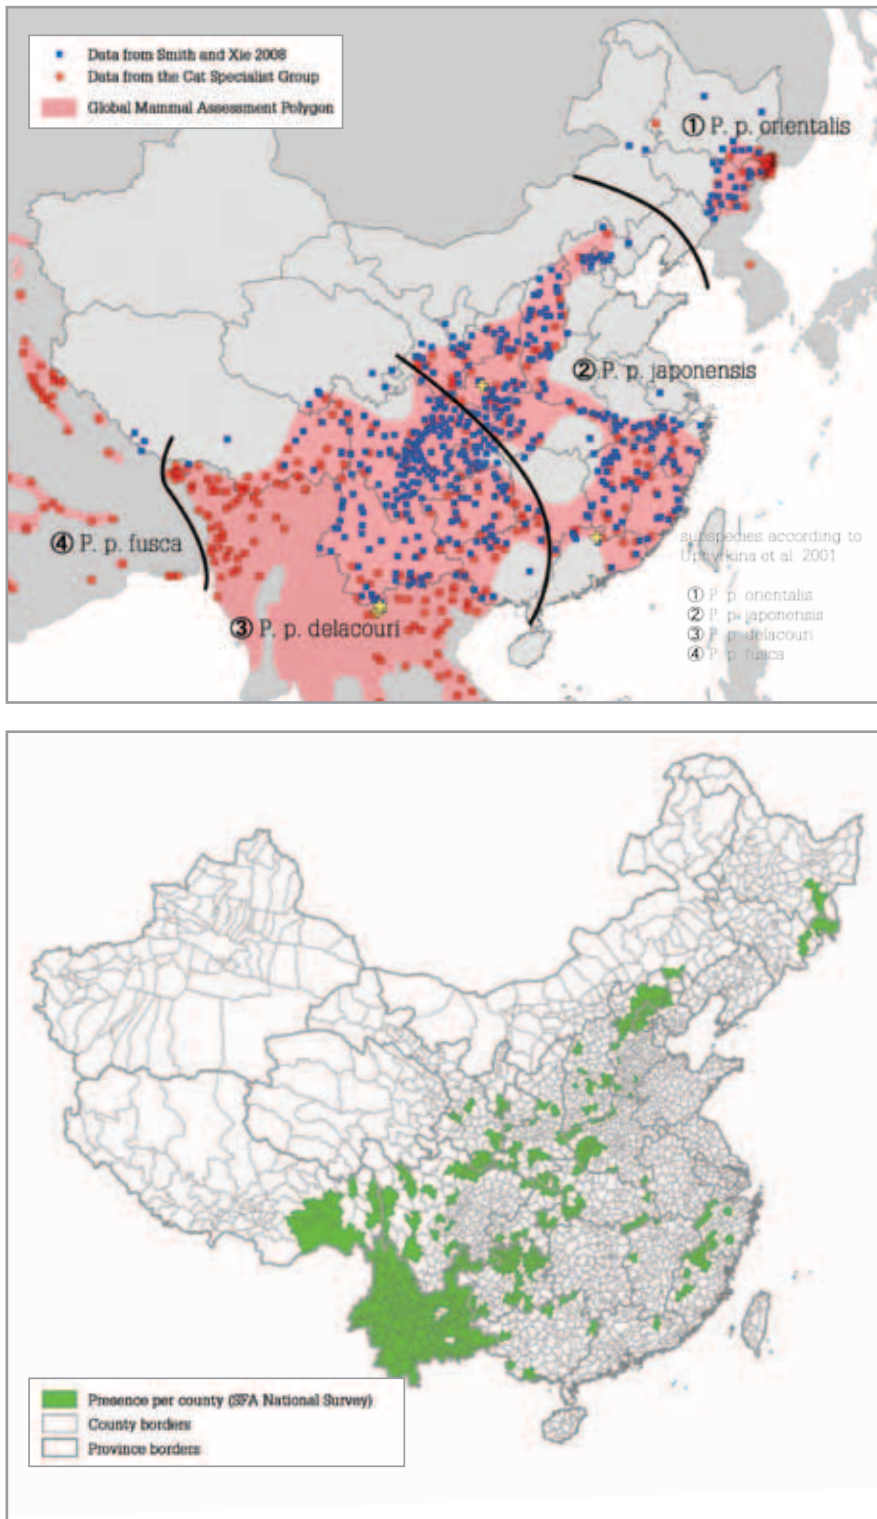 Data from Smith and Xie 2008
Data from the Cat Specialist Group
Global Mammal Assessment Polygon
① P. p. orientalis
② P. p. japonensis
④ P. p. fusca
③ P. p. delacouri
subspecies according to
Uphyrkina et al. 2001
① P. p. orientalis
② P. p. japonensis
③ P. p. delacouri
④ P. p. fusca
Presence per county (SFA National Survey)
County borders
Province borders